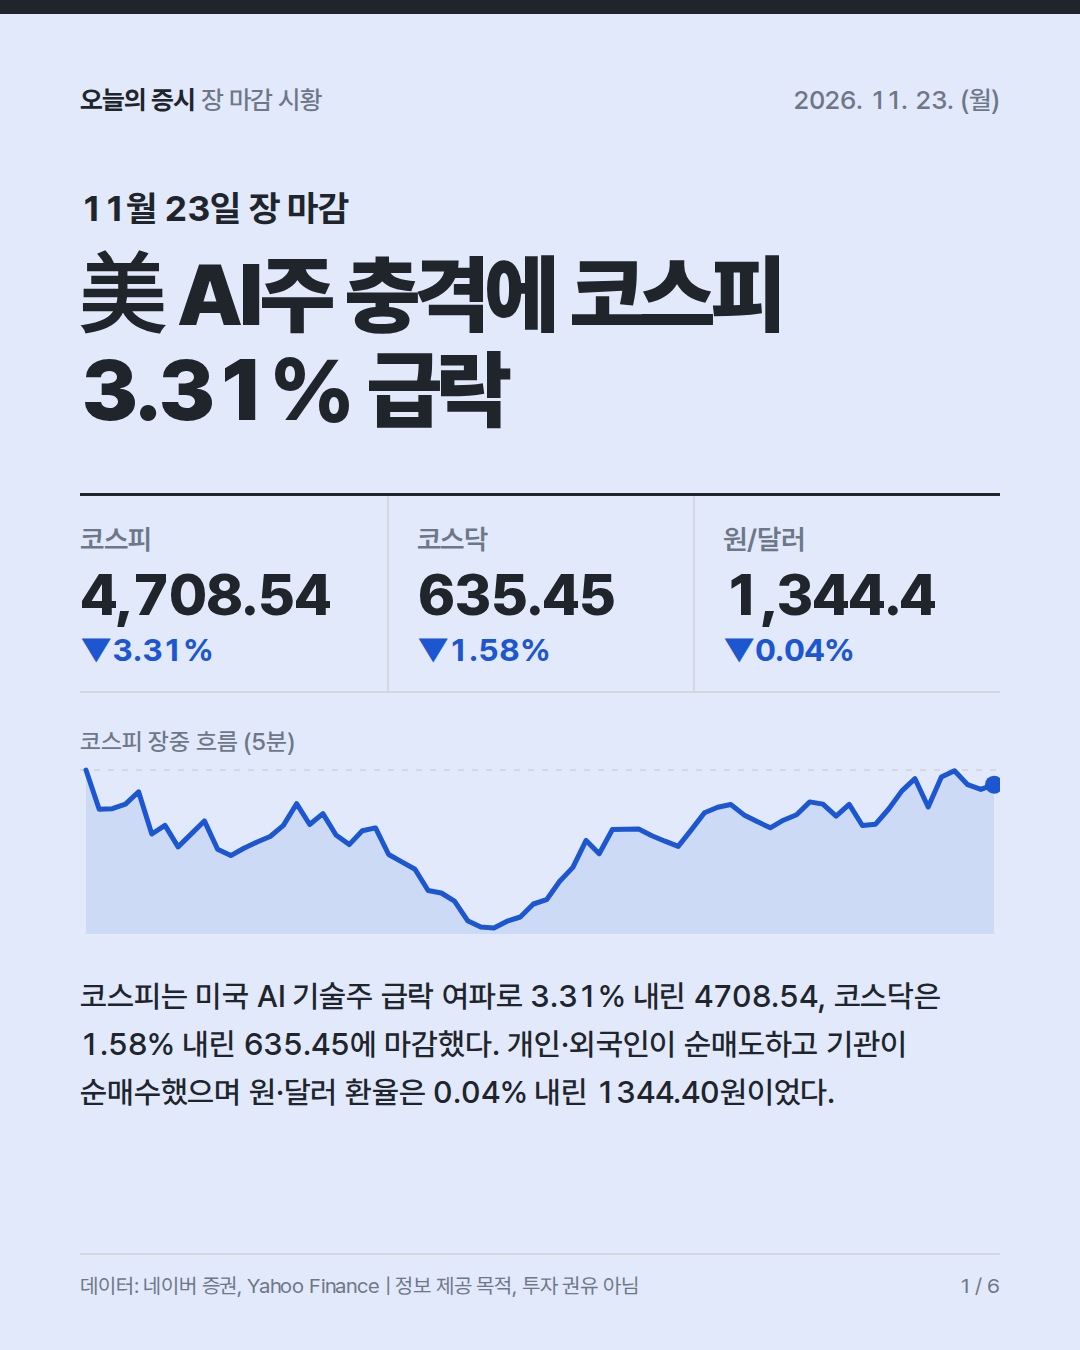 오늘의 증시 장 마감 시황
2026. 11. 23. (월)
11월 23일 장 마감
美 AI주 충격에 코스피
3.31% 급락
코스피
4,708.54
▼3.31%
코스닥
635.45
▼1.58%
원/달러
1,344.4
▼0.04%
코스피 장중 흐름 (5분)
코스피는 미국 AI 기술주 급락 여파로 3.31% 내린 4708.54, 코스닥은
1.58% 내린 635.45에 마감했다. 개인·외국인이 순매도하고 기관이
순매수했으며 원·달러 환율은 0.04% 내린 1344.40원이었다.
데이터: 네이버 증권, Yahoo Finance | 정보 제공 목적, 투자 권유 아님
1 / 6